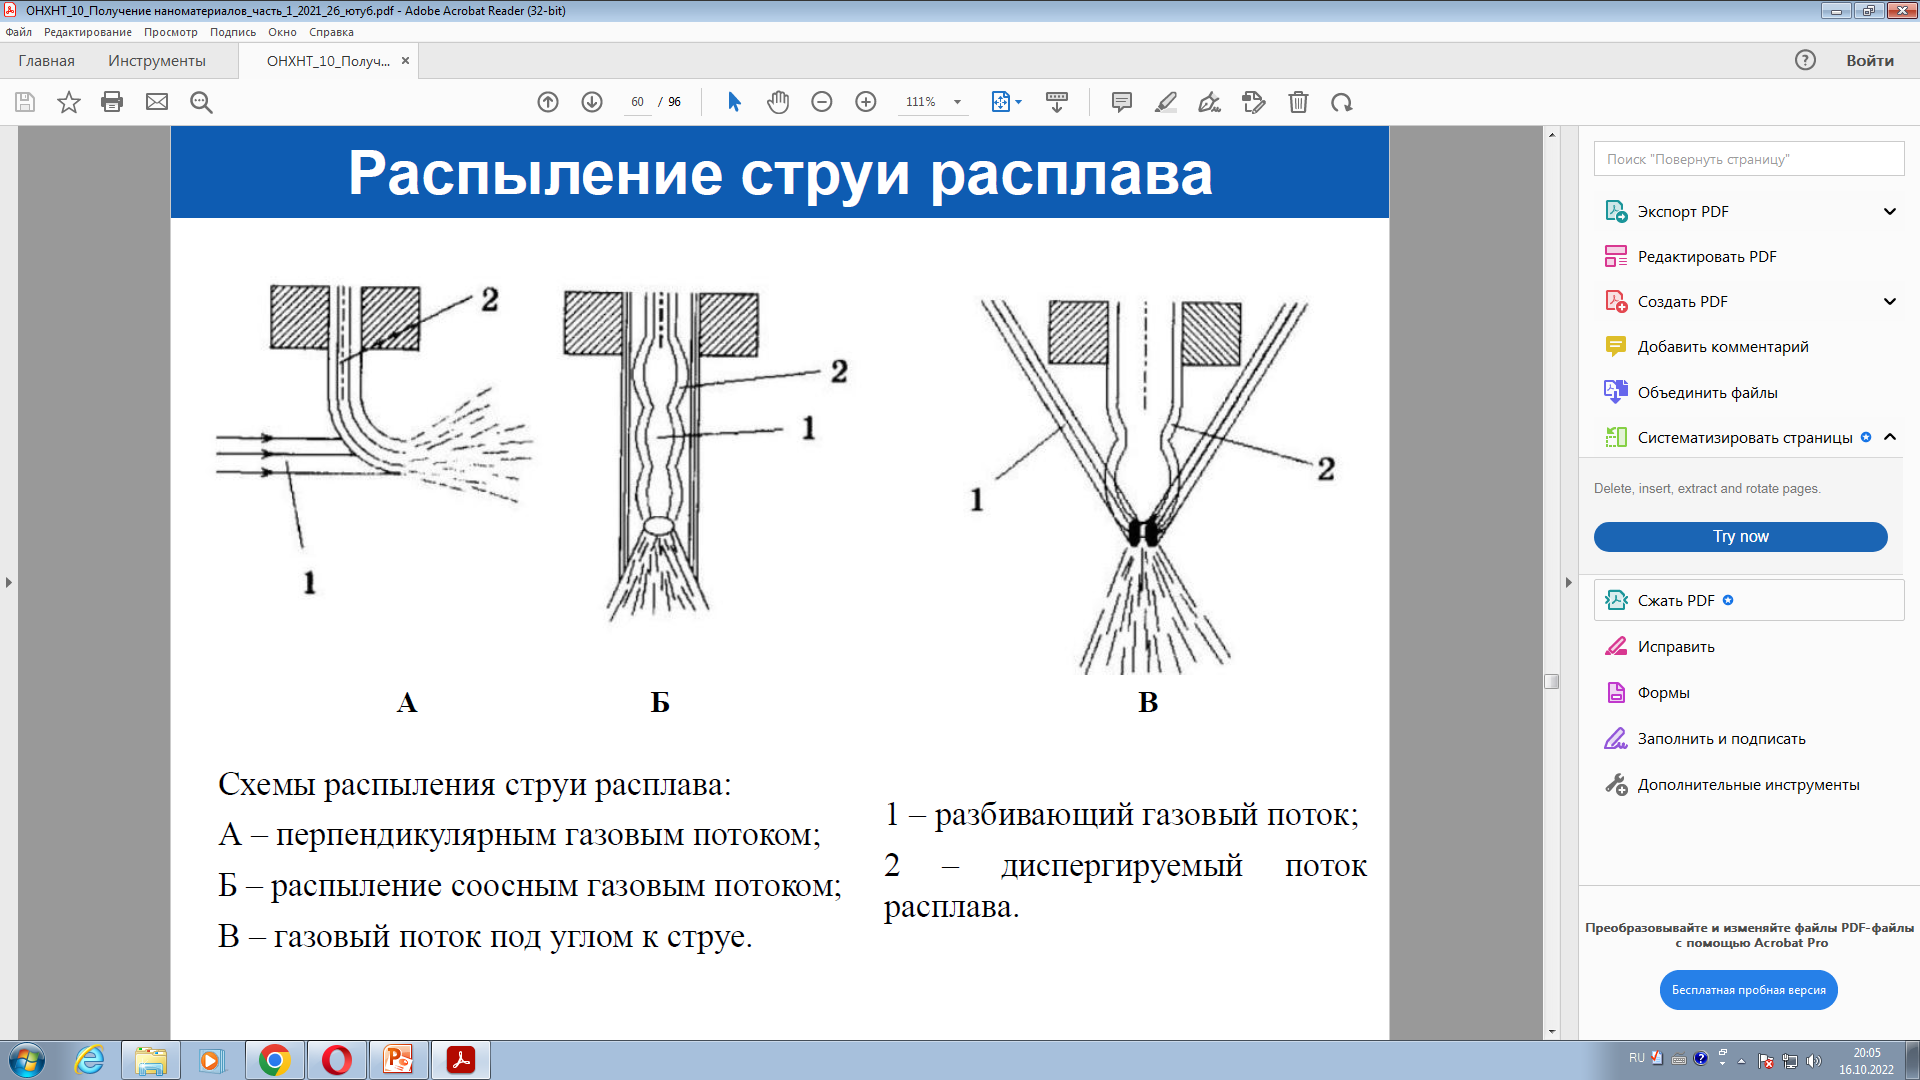 ОНХНТ_10_Получение наноматериалов_часть_1_2021_26_ютуб.pdf - Adobe Acrobat Reader (32-bit)
Файл Редактирование Просмотр Подпись Окно Справка
Главная Инструменты ОНХНТ_10_Получ... × Войти
60 / 96 111%
Распыление струи расплава
2
1
А
2
1
Б
1
2
В
Схемы распыления струи расплава:
А – перпендикулярным газовым потоком;
Б – распыление соосным газовым потоком;
В – газовый поток под углом к струе.
1 – разбивающий газовый поток;
2 – диспергируемый поток
расплава.
Поиск "Повернуть страницу"
Экспорт PDF
Редактировать PDF
Создать PDF
Добавить комментарий
Объединить файлы
Систематизировать страницы
Delete, insert, extract and rotate pages.
Try now
Сжать PDF
Исправить
Формы
Заполнить и подписать
Дополнительные инструменты
Преобразовывайте и изменяйте файлы PDF-файлы
с помощью Acrobat Pro
Бесплатная пробная версия
RU
20:05
16.10.2022